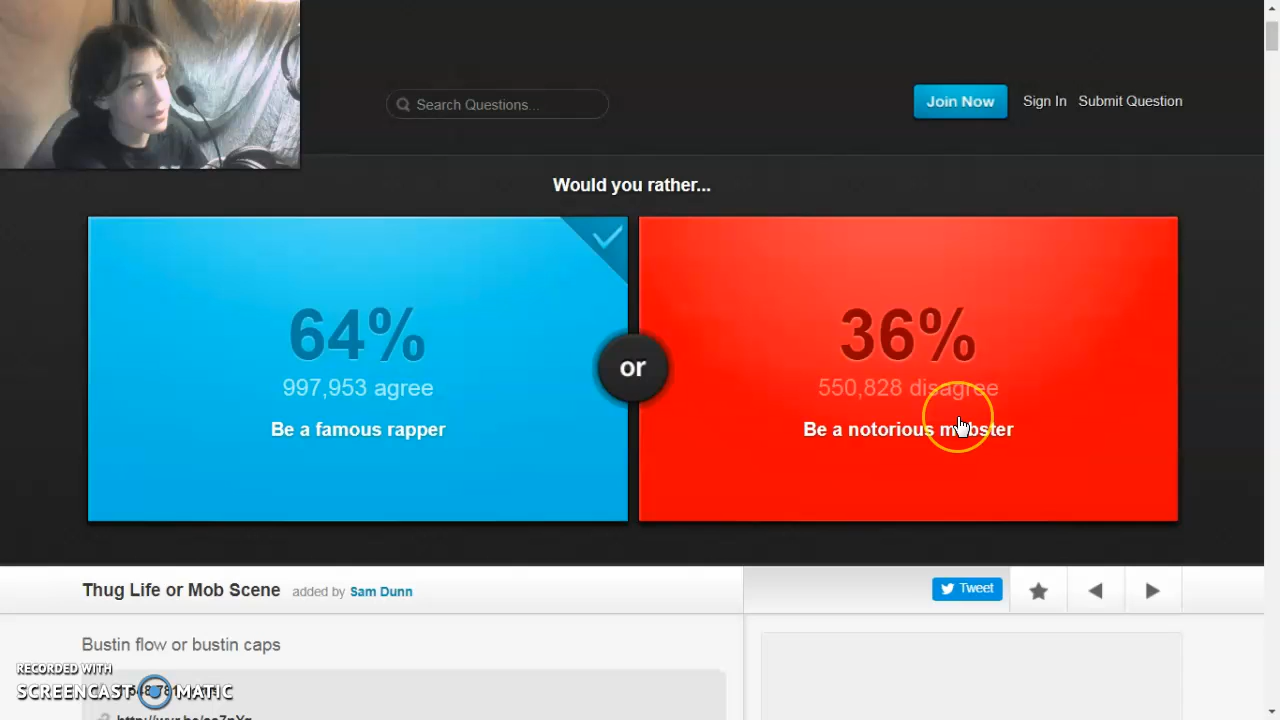 Search Questions...
Join Now
Sign In
Submit Question
Would you rather...
64%
997,953 agree
Be a famous rapper
or
36%
550,828 disagree
Be a notorious mobster
Thug Life or Mob Scene
added by Sam Dunn
Tweet
Bustin flow or bustin caps
RECORDED WITH
SCREENCAST MATIC